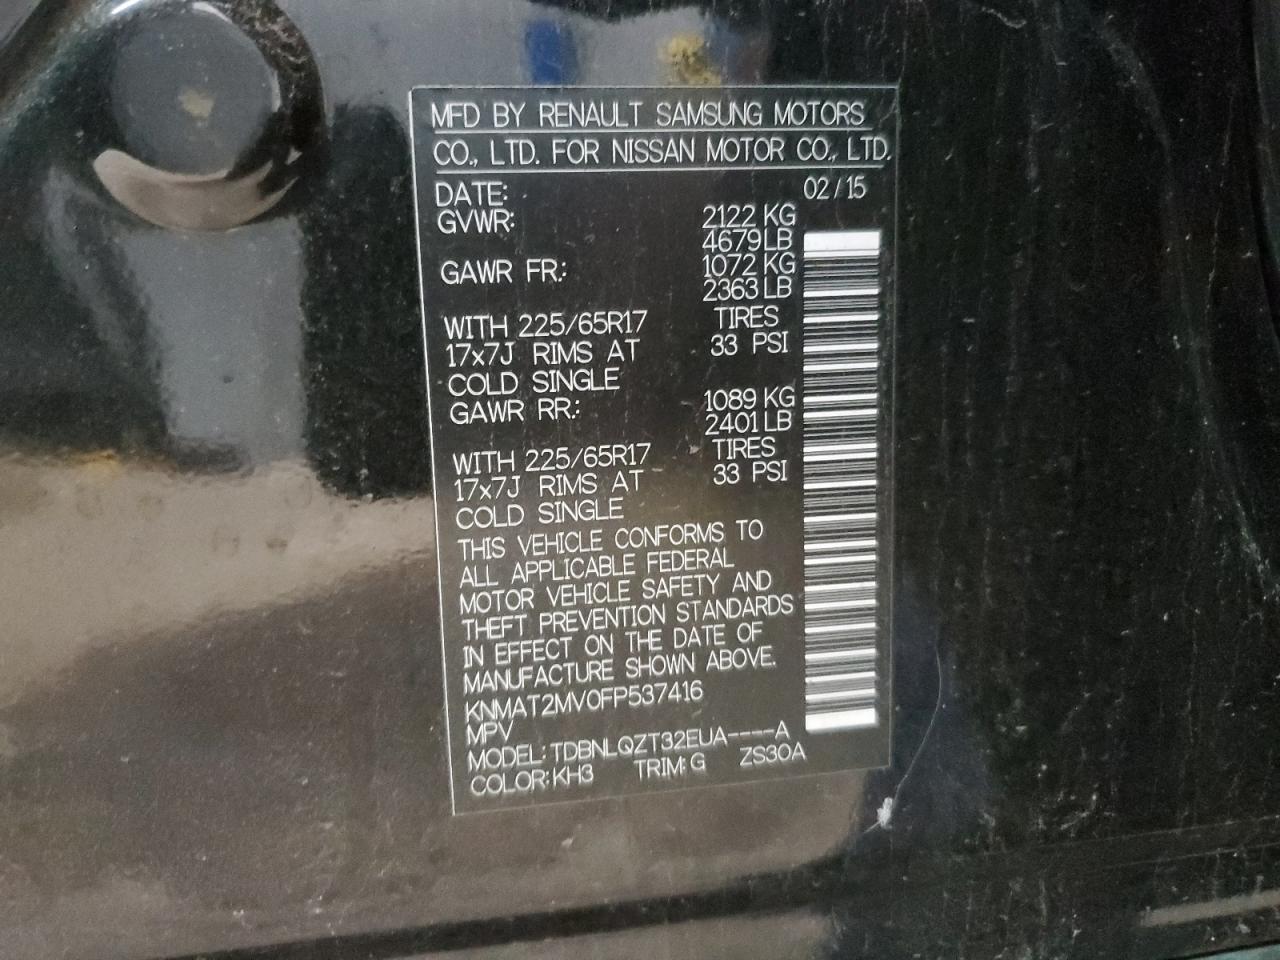 MFD BY RENAULT SAMSUNG MOTORS
CO., LTD. FOR NISSAN MOTOR CO., LTD.
DATE: 02/15
GVWR: 2122 KG
4679 LB
GAWR FR.: 1072 KG
2363 LB
WITH 225/65R17 TIRES
17x7J RIMS AT 33 PSI
COLD SINGLE
GAWR RR.: 1089 KG
2401 LB
WITH 225/65R17 TIRES
17x7J RIMS AT 33 PSI
COLD SINGLE
THIS VEHICLE CONFORMS TO
ALL APPLICABLE FEDERAL
MOTOR VEHICLE SAFETY AND
THEFT PREVENTION STANDARDS
IN EFFECT ON THE DATE OF
MANUFACTURE SHOWN ABOVE.
KNMAT2MV0FP537416
MPV
MODEL: TDBNLQZT32EUA----A
COLOR: KH3 TRIM: G ZS30A